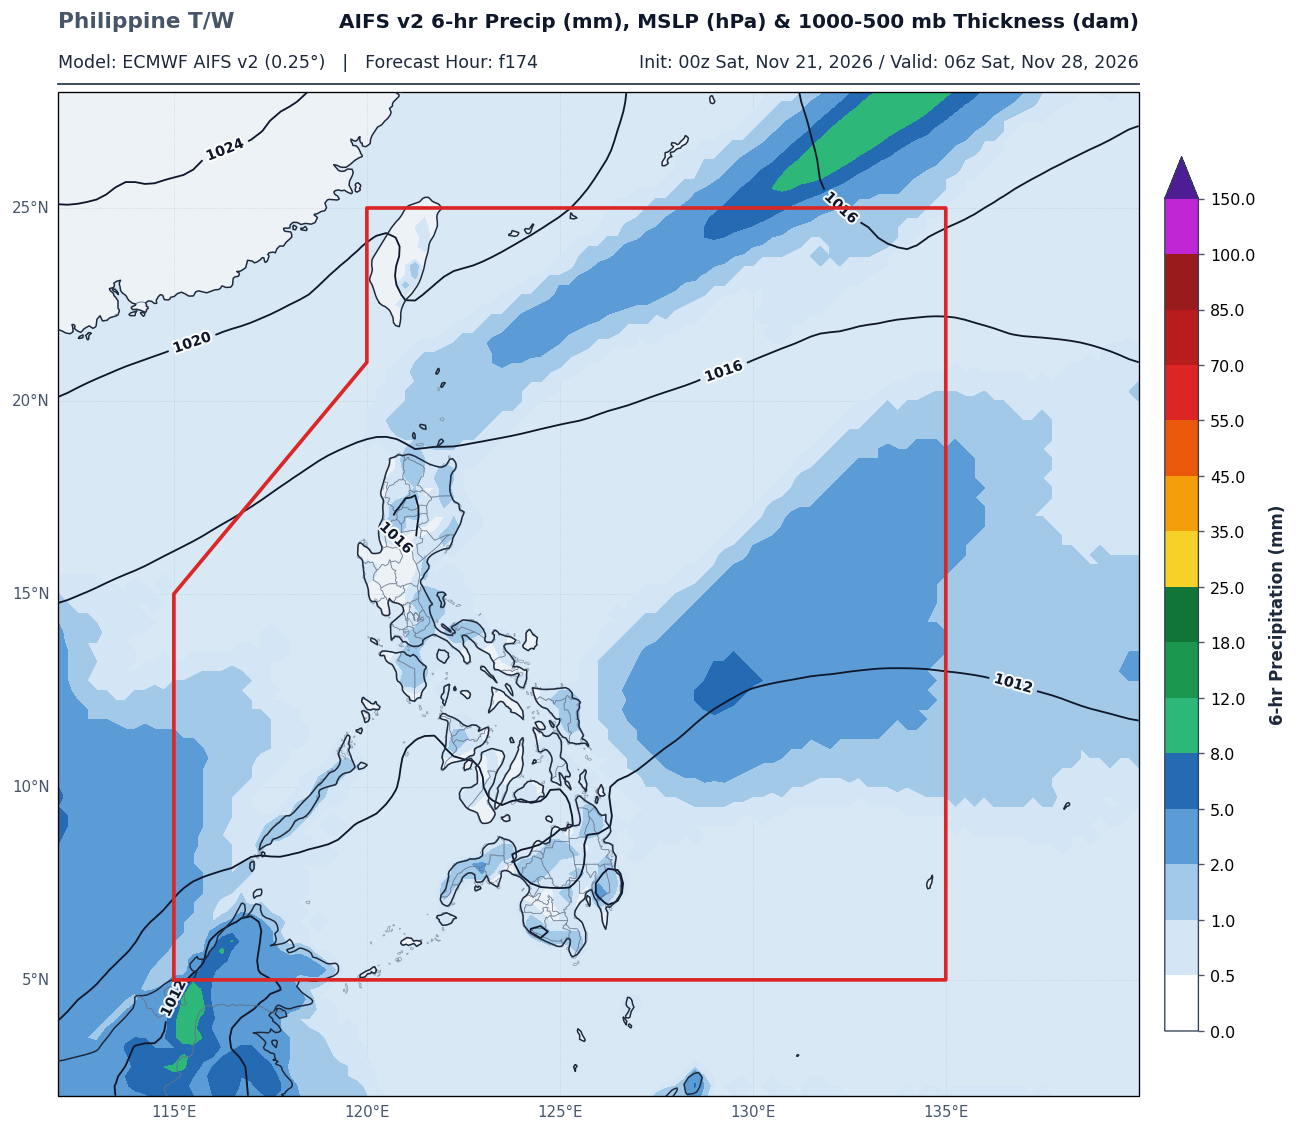 Philippine T/W
AIFS v2 6-hr Precip (mm), MSLP (hPa) & 1000-500 mb Thickness (dam)
Model: ECMWF AIFS v2 (0.25°) | Forecast Hour: f174
Init: 00z Sat, Nov 21, 2026 / Valid: 06z Sat, Nov 28, 2026
1024
1016
25°N
1020
1016
20°N
1016
15°N
1012
10°N
5°N
1012
115°E
120°E
125°E
130°E
135°E
150.0
100.0
85.0
70.0
55.0
45.0
35.0
25.0
18.0
12.0
8.0
5.0
2.0
1.0
0.5
0.0
6-hr Precipitation (mm)